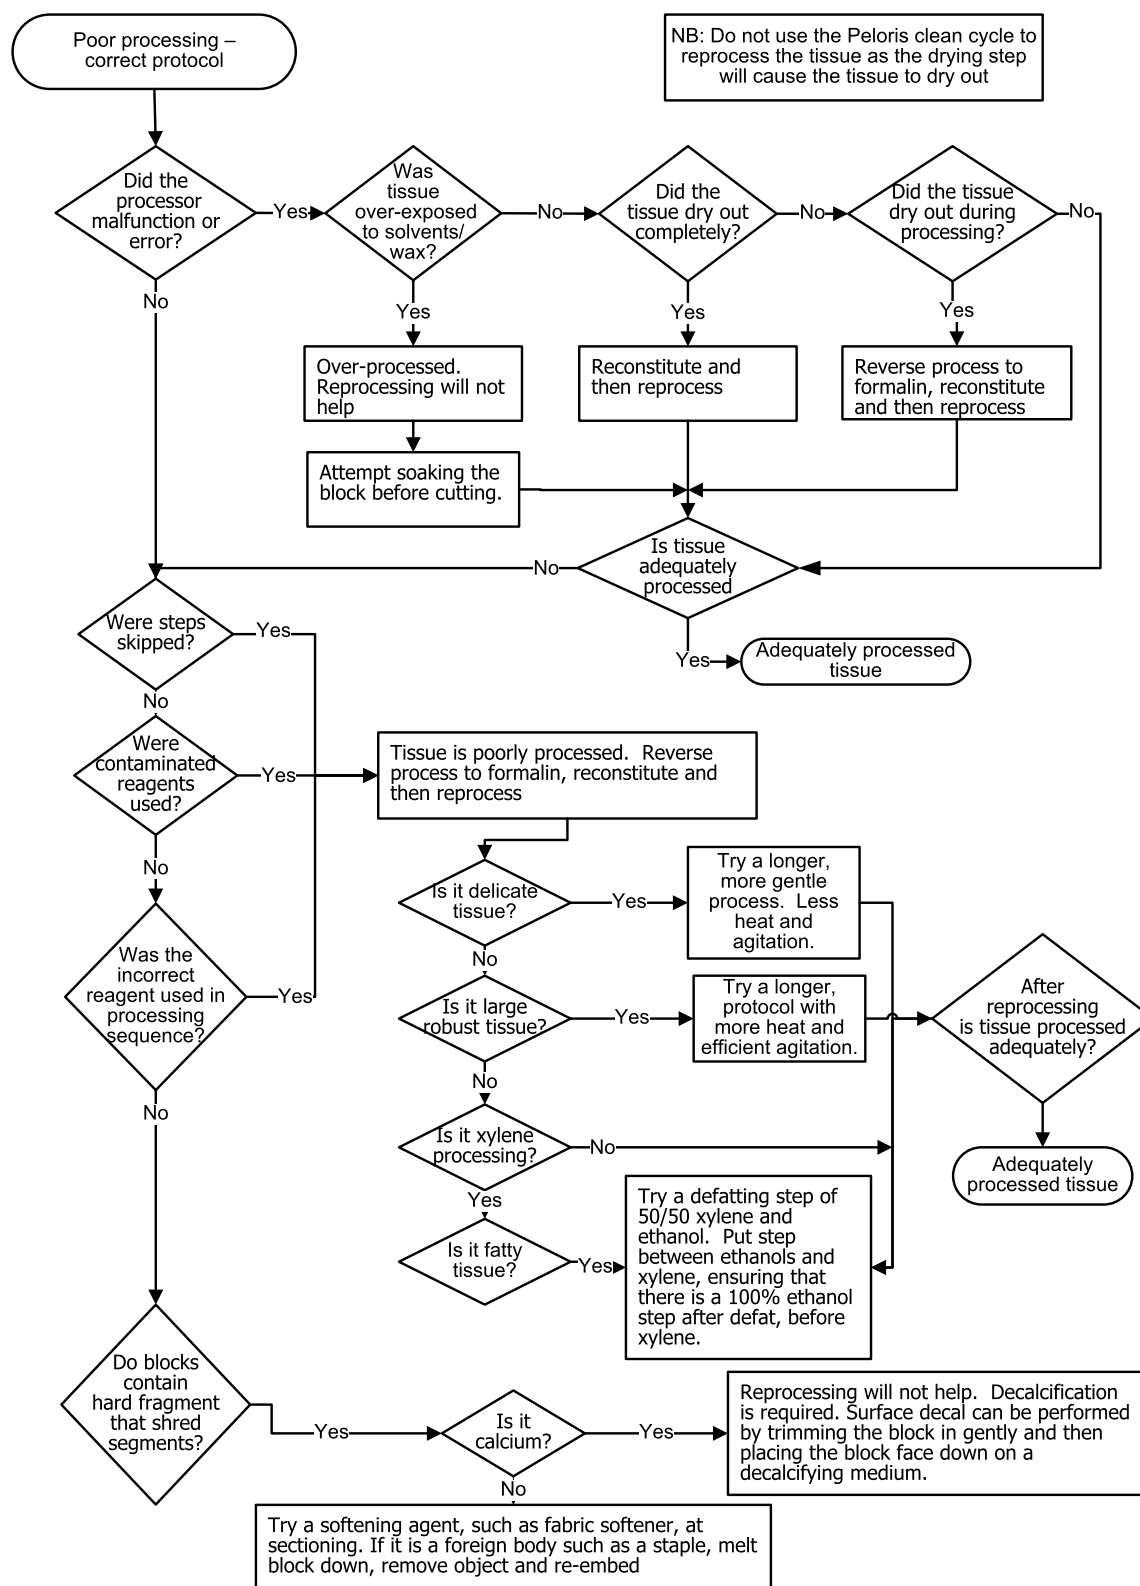 Poor processing –
correct protocol
NB: Do not use the Peloris clean cycle to
reprocess the tissue as the drying step
will cause the tissue to dry out
Did the
processor
malfunction or
error?
Yes
Was
tissue
over-exposed
to solvents/
wax?
No
Did the
tissue dry out
completely?
No
Did the tissue
dry out during
processing?
No
No
Yes
Yes
Yes
Over-processed.
Reprocessing will not
help
Reconstitute and
then reprocess
Reverse process to
formalin, reconstitute
and then reprocess
Attempt soaking the
block before cutting.
Is tissue
adequately
processed
No
Yes
Adequately processed
tissue
Were steps
skipped?
Yes
No
Were
contaminated
reagents
used?
Yes
Tissue is poorly processed.  Reverse
process to formalin, reconstitute and
then reprocess
No
Was the
incorrect
reagent used in
processing
sequence?
Yes
Is it delicate
tissue?
Yes
Try a longer,
more gentle
process.  Less
heat and
agitation.
No
Is it large
robust tissue?
Yes
Try a longer,
protocol with
more heat and
efficient agitation.
After
reprocessing
is tissue processed
adequately?
No
Is it xylene
processing?
No
Adequately
processed tissue
Yes
Is it fatty
tissue?
Yes
Try a defatting step of
50/50 xylene and
ethanol.  Put step
between ethanols and
xylene, ensuring that
there is a 100% ethanol
step after defat, before
xylene.
No
Do blocks
contain
hard fragment
that shred
segments?
Yes
Is it
calcium?
Yes
Reprocessing will not help.  Decalcification
is required. Surface decal can be performed
by trimming the block in gently and then
placing the block face down on a
decalcifying medium.
No
Try a softening agent, such as fabric softener, at
sectioning. If it is a foreign body such as a staple, melt
block down, remove object and re-embed